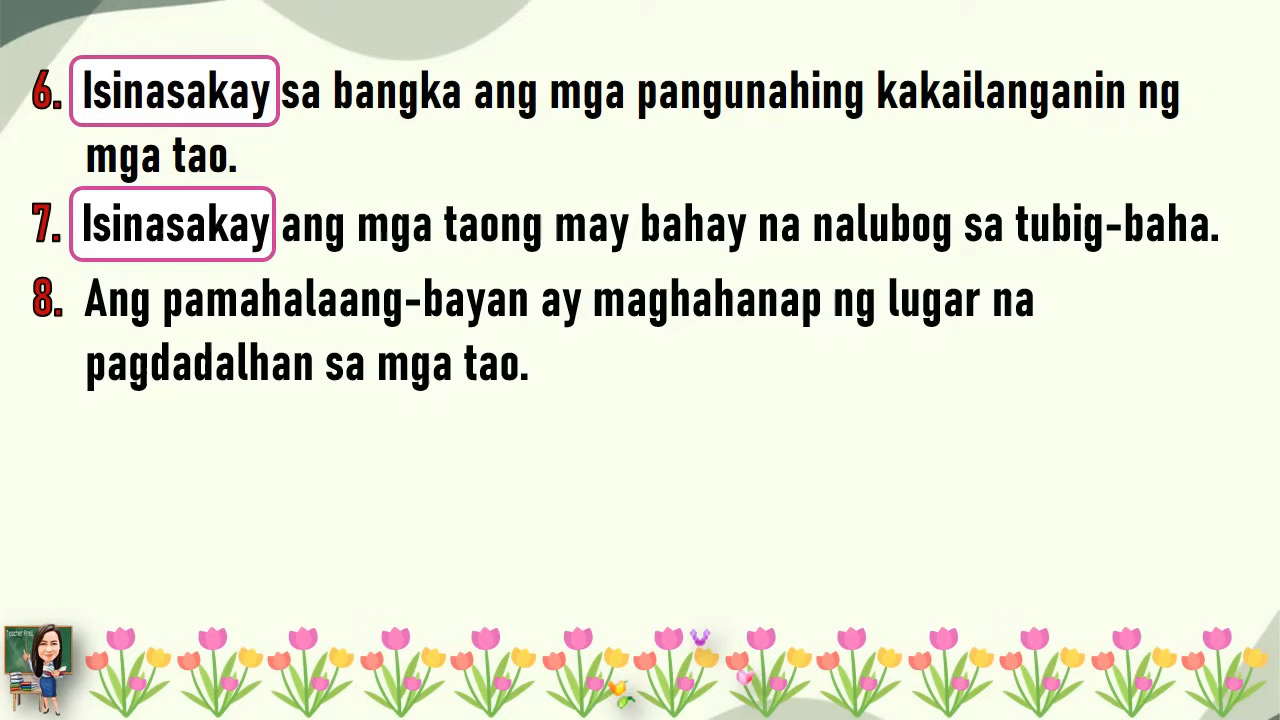 6. Isinasakay sa bangka ang mga pangunahing kakailanganin ng
mga tao.
7. Isinasakay ang mga taong may bahay na nalubog sa tubig-baha.
8. Ang pamahalaang-bayan ay maghahanap ng lugar na
pagdadalhan sa mga tao.